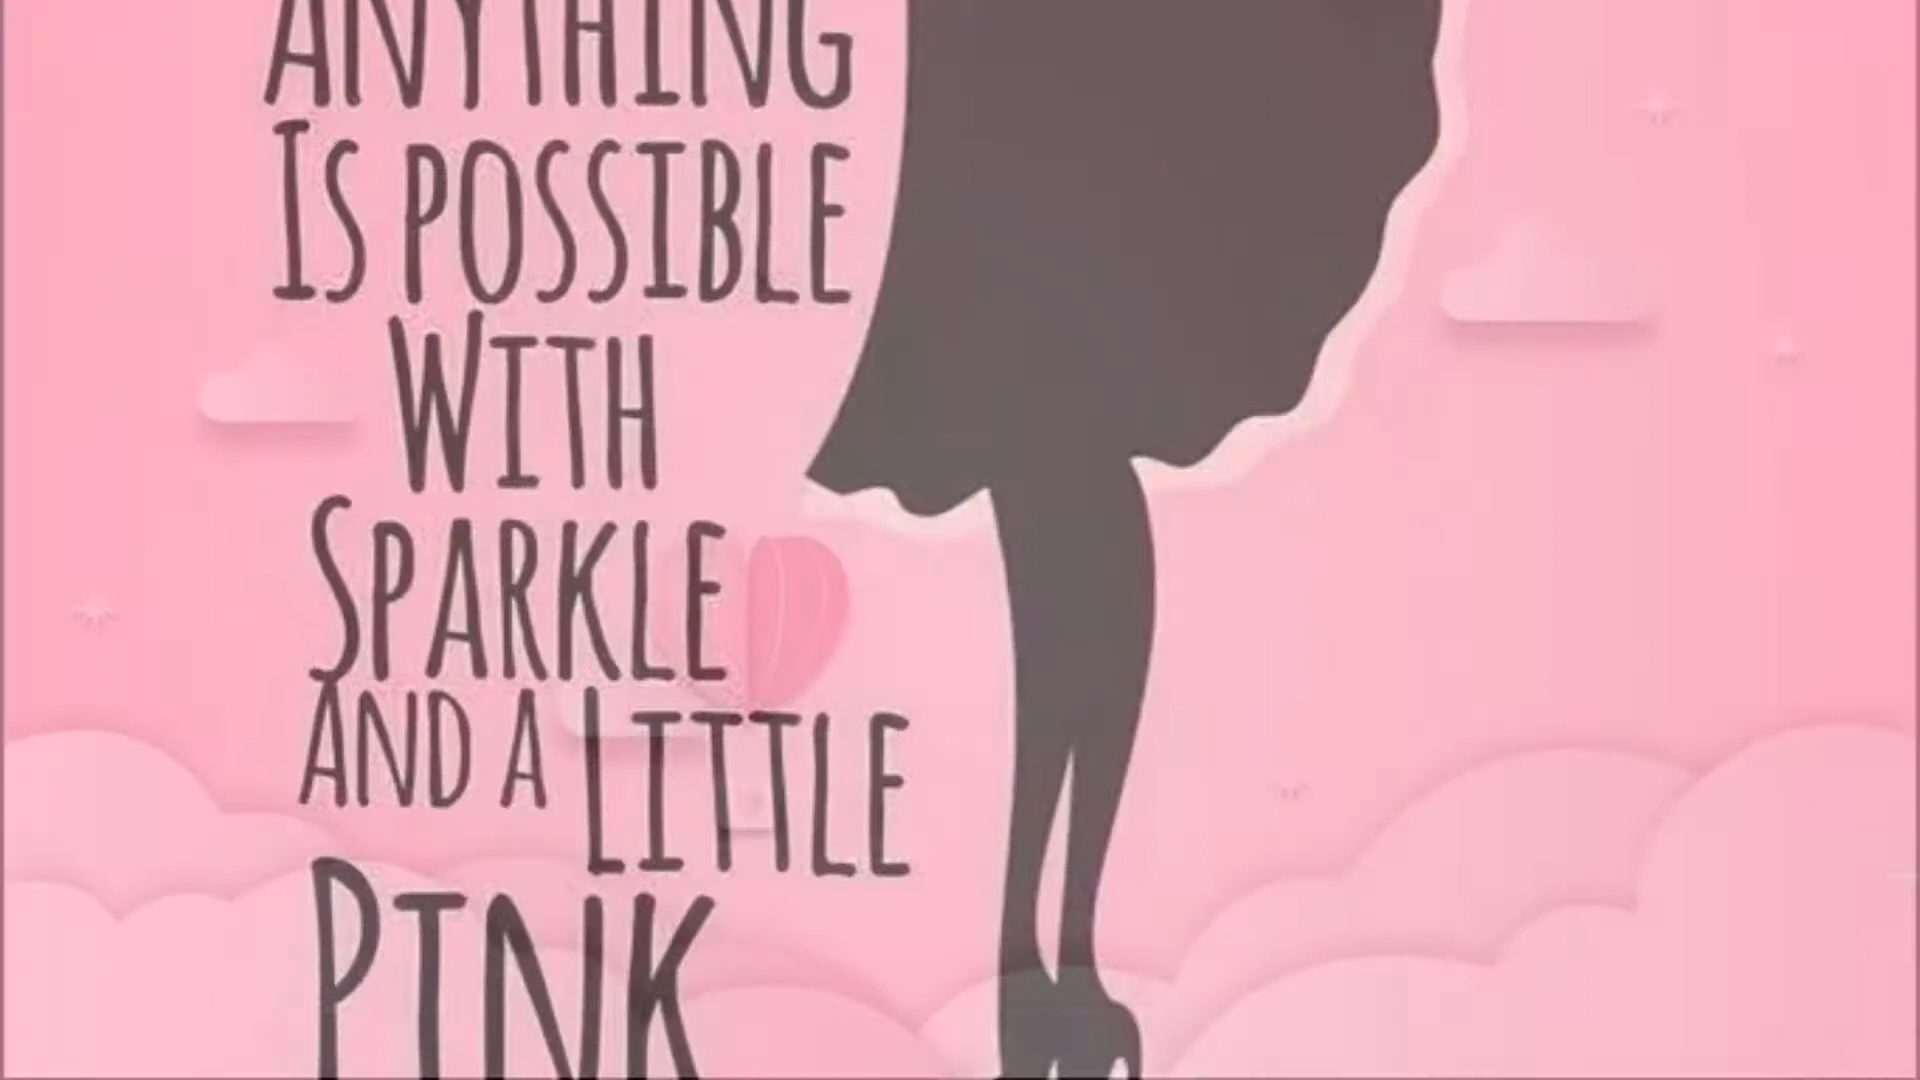 ANYTHING
IS POSSIBLE
WITH
SPARKLE
AND A LITTLE
PINK